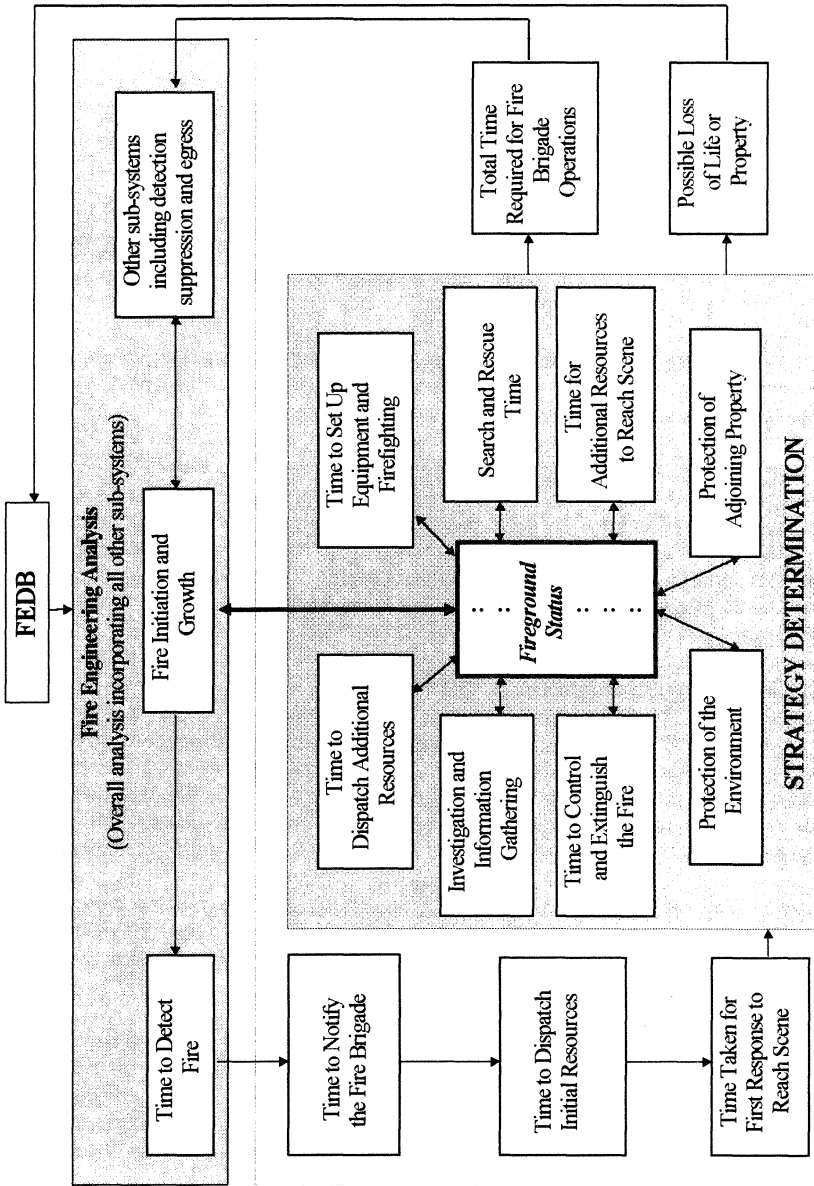 FEDB
Fire Engineering Analysis
(Overall analysis incorporating all other sub-systems)
Time to Detect
Fire
Fire Initiation and
Growth
Other sub-systems
including detection
suppression and egress
Time to Notify
the Fire Brigade
Time to Dispatch
Initial Resources
Time Taken for
First Response to
Reach Scene
Time to
Dispatch Additional
Resources
Time to Set Up
Equipment and
Firefighting
Investigation and
Information
Gathering
Fireground
Status
Search and Rescue
Time
Time to Control
and Extinguish
the Fire
Time for
Additional Resources
to Reach Scene
Protection of the
Environment
Protection of
Adjoining Property
STRATEGY DETERMINATION
Total Time
Required for Fire
Brigade
Operations
Possible Loss
of Life or
Property